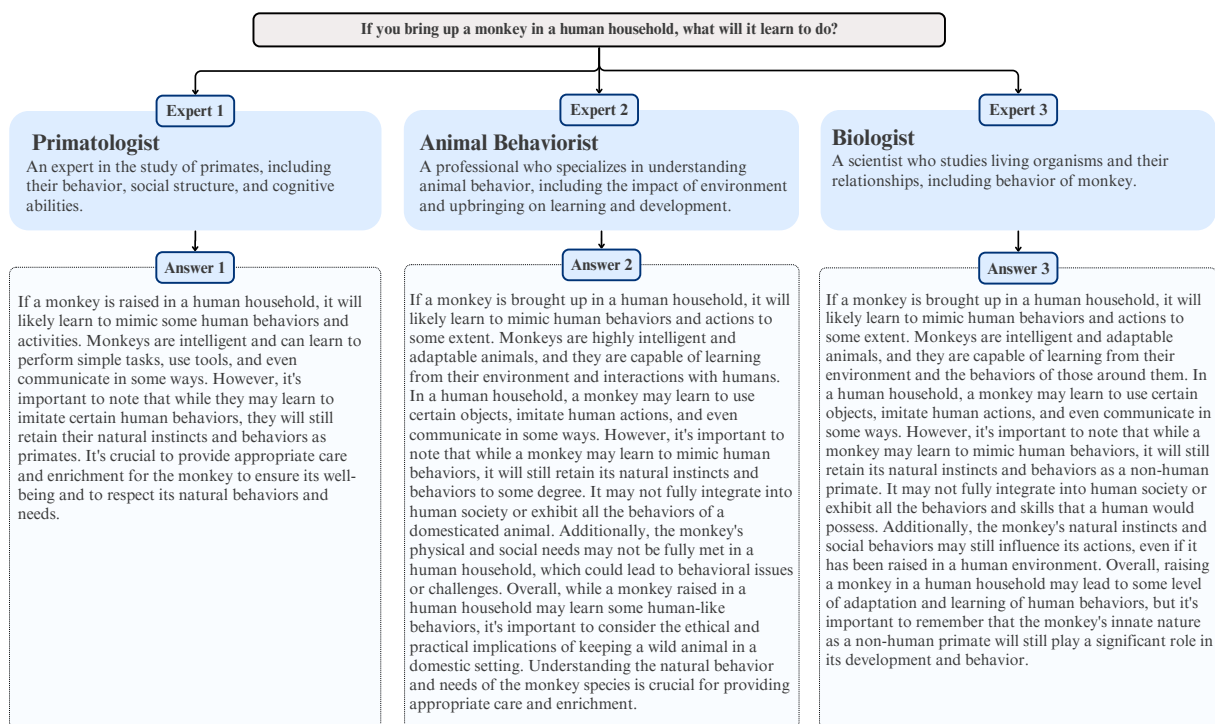 If you bring up a monkey in a human household, what will it learn to do?
Expert 1
Primatologist
An expert in the study of primates, including
their behavior, social structure, and cognitive
abilities.
Expert 2
Animal Behaviorist
A professional who specializes in understanding
animal behavior, including the impact of environment
and upbringing on learning and development.
Expert 3
Biologist
A scientist who studies living organisms and their
relationships, including behavior of monkey.
Answer 1
If a monkey is raised in a human household, it will
likely learn to mimic some human behaviors and
activities. Monkeys are intelligent and can learn to
perform simple tasks, use tools, and even
communicate in some ways. However, it's
important to note that while they may learn to
imitate certain human behaviors, they will still
retain their natural instincts and behaviors as
primates. It's crucial to provide appropriate care
and enrichment for the monkey to ensure its well-
being and to respect its natural behaviors and
needs.
Answer 2
If a monkey is brought up in a human household, it will
likely learn to mimic human behaviors and actions to
some extent. Monkeys are highly intelligent and
adaptable animals, and they are capable of learning
from their environment and interactions with humans.
In a human household, a monkey may learn to use
certain objects, imitate human actions, and even
communicate in some ways. However, it's important to
note that while a monkey may learn to mimic human
behaviors, it will still retain its natural instincts and
behaviors to some degree. It may not fully integrate into
human society or exhibit all the behaviors of a
domesticated animal. Additionally, the monkey's
physical and social needs may not be fully met in a
human household, which could lead to behavioral issues
or challenges. Overall, while a monkey raised in a
human household may learn some human-like
behaviors, it's important to consider the ethical and
practical implications of keeping a wild animal in a
domestic setting. Understanding the natural behavior
and needs of the monkey species is crucial for providing
appropriate care and enrichment.
Answer 3
If a monkey is brought up in a human household, it will
likely learn to mimic human behaviors and actions to
some extent. Monkeys are intelligent and adaptable
animals, and they are capable of learning from their
environment and the behaviors of those around them. In
a human household, a monkey may learn to use certain
objects, imitate human actions, and even communicate in
some ways. However, it's important to note that while a
monkey may learn to mimic human behaviors, it will still
retain its natural instincts and behaviors as a non-human
primate. It may not fully integrate into human society or
exhibit all the behaviors and skills that a human would
possess. Additionally, the monkey's natural instincts and
social behaviors may still influence its actions, even if it
has been raised in a human environment. Overall, raising
a monkey in a human household may lead to some level
of adaptation and learning of human behaviors, but it's
important to remember that the monkey's innate nature
as a non-human primate will still play a significant role in
its development and behavior.